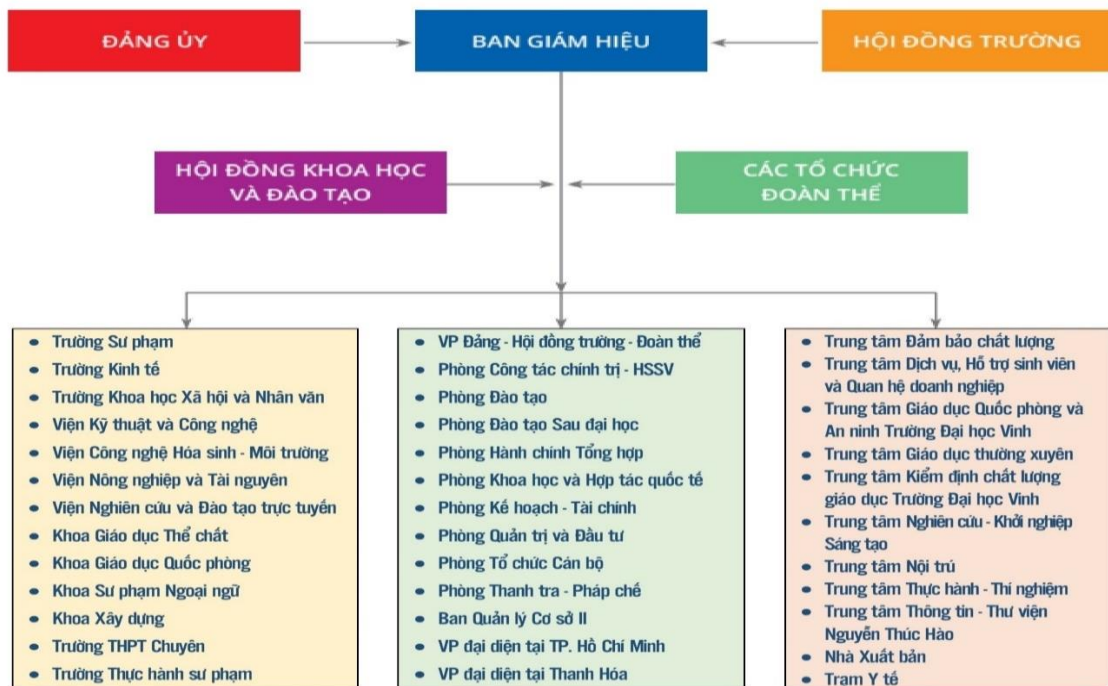 ĐẢNG ỦY
BAN GIÁM HIỆU
HỘI ĐỒNG TRƯỜNG
HỘI ĐỒNG KHOA HỌC
VÀ ĐÀO TẠO
CÁC TỔ CHỨC
ĐOÀN THỂ
• Trường Sư phạm
• Trường Kinh tế
• Trường Khoa học Xã hội và Nhân văn
• Viện Kỹ thuật và Công nghệ
• Viện Công nghệ Hóa sinh - Môi trường
• Viện Nông nghiệp và Tài nguyên
• Viện Nghiên cứu và Đào tạo trực tuyến
• Khoa Giáo dục Thể chất
• Khoa Giáo dục Quốc phòng
• Khoa Sư phạm Ngoại ngữ
• Khoa Xây dựng
• Trường THPT Chuyên
• Trường Thực hành sư phạm
• VP Đảng - Hội đồng trường - Đoàn thể
• Phòng Công tác chính trị - HSSV
• Phòng Đào tạo
• Phòng Đào tạo Sau đại học
• Phòng Hành chính Tổng hợp
• Phòng Khoa học và Hợp tác quốc tế
• Phòng Kế hoạch - Tài chính
• Phòng Quản trị và Đầu tư
• Phòng Tổ chức Cán bộ
• Phòng Thanh tra - Pháp chế
• Ban Quản lý Cơ sở II
• VP đại diện tại TP. Hồ Chí Minh
• VP đại diện tại Thanh Hóa
• Trung tâm Đảm bảo chất lượng
• Trung tâm Dịch vụ, Hỗ trợ sinh viên
và Quan hệ doanh nghiệp
• Trung tâm Giáo dục Quốc phòng và
An ninh Trường Đại học Vinh
• Trung tâm Giáo dục thường xuyên
• Trung tâm Kiểm định chất lượng
giáo dục Trường Đại học Vinh
• Trung tâm Nghiên cứu - Khởi nghiệp
Sáng tạo
• Trung tâm Nội trú
• Trung tâm Thực hành - Thí nghiệm
• Trung tâm Thông tin - Thư viện
Nguyễn Thúc Hào
• Nhà Xuất bản
• Trạm Y tế